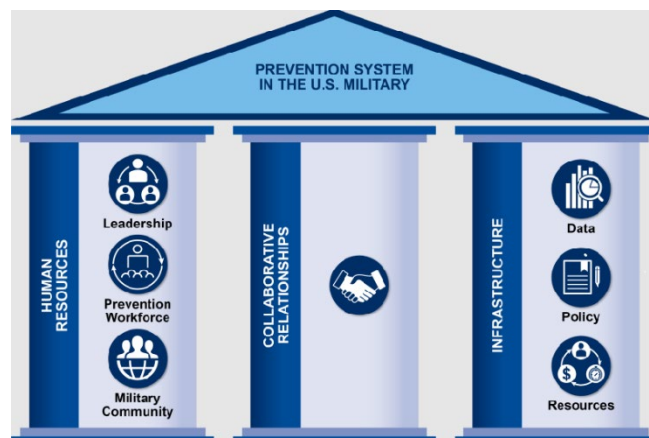 PREVENTION SYSTEM
IN THE U.S. MILITARY
HUMAN
RESOURCES
Leadership
Prevention
Workforce
Military
Community
COLLABORATIVE
RELATIONSHIPS
INFRASTRUCTURE
Data
Policy
$
Resources